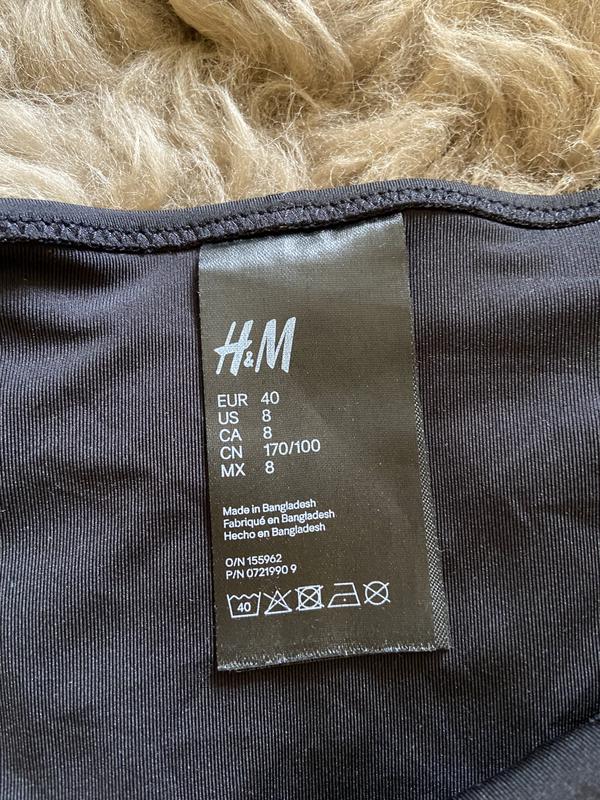 H&M
EUR 40
US 8
CA 8
CN 170/100
MX 8
Made in Bangladesh
Fabriqué en Bangladesh
Hecho en Bangladesh
O/N 155962
P/N 0721990 9
40